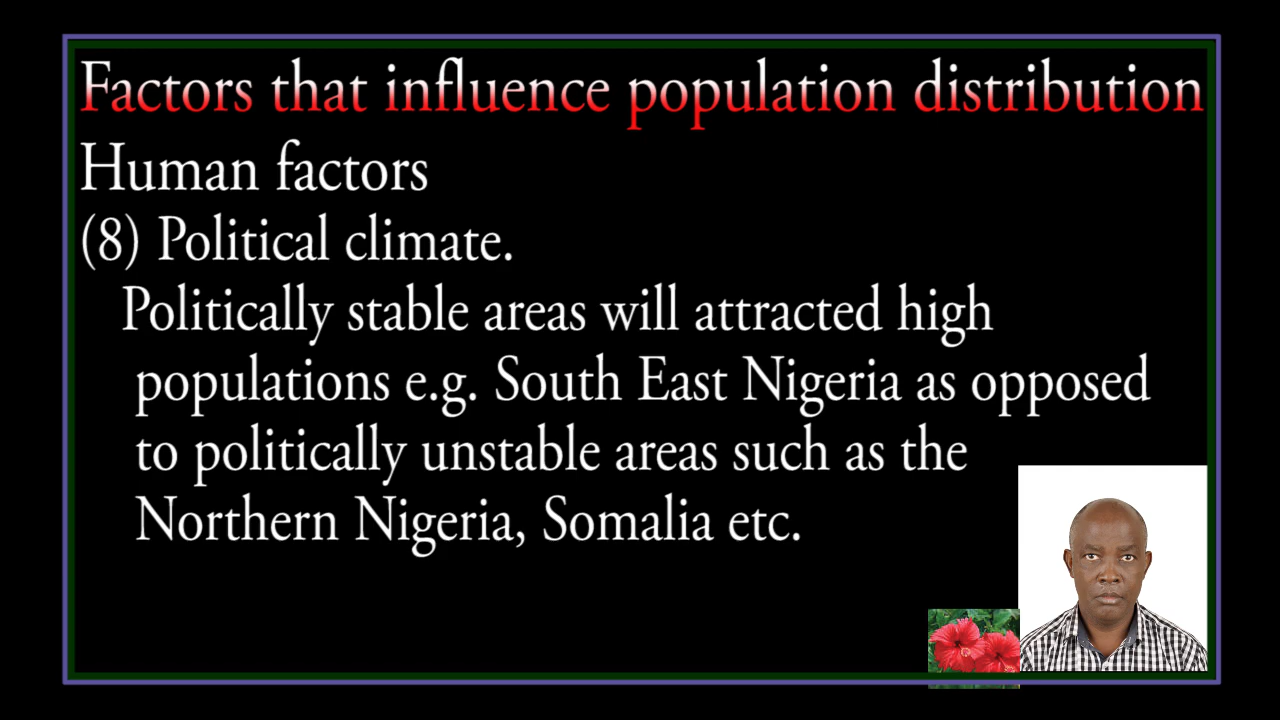 Factors that influence population distribution
Human factors
(8) Political climate.
Politically stable areas will attracted high
populations e.g. South East Nigeria as opposed
to politically unstable areas such as the
Northern Nigeria, Somalia etc.